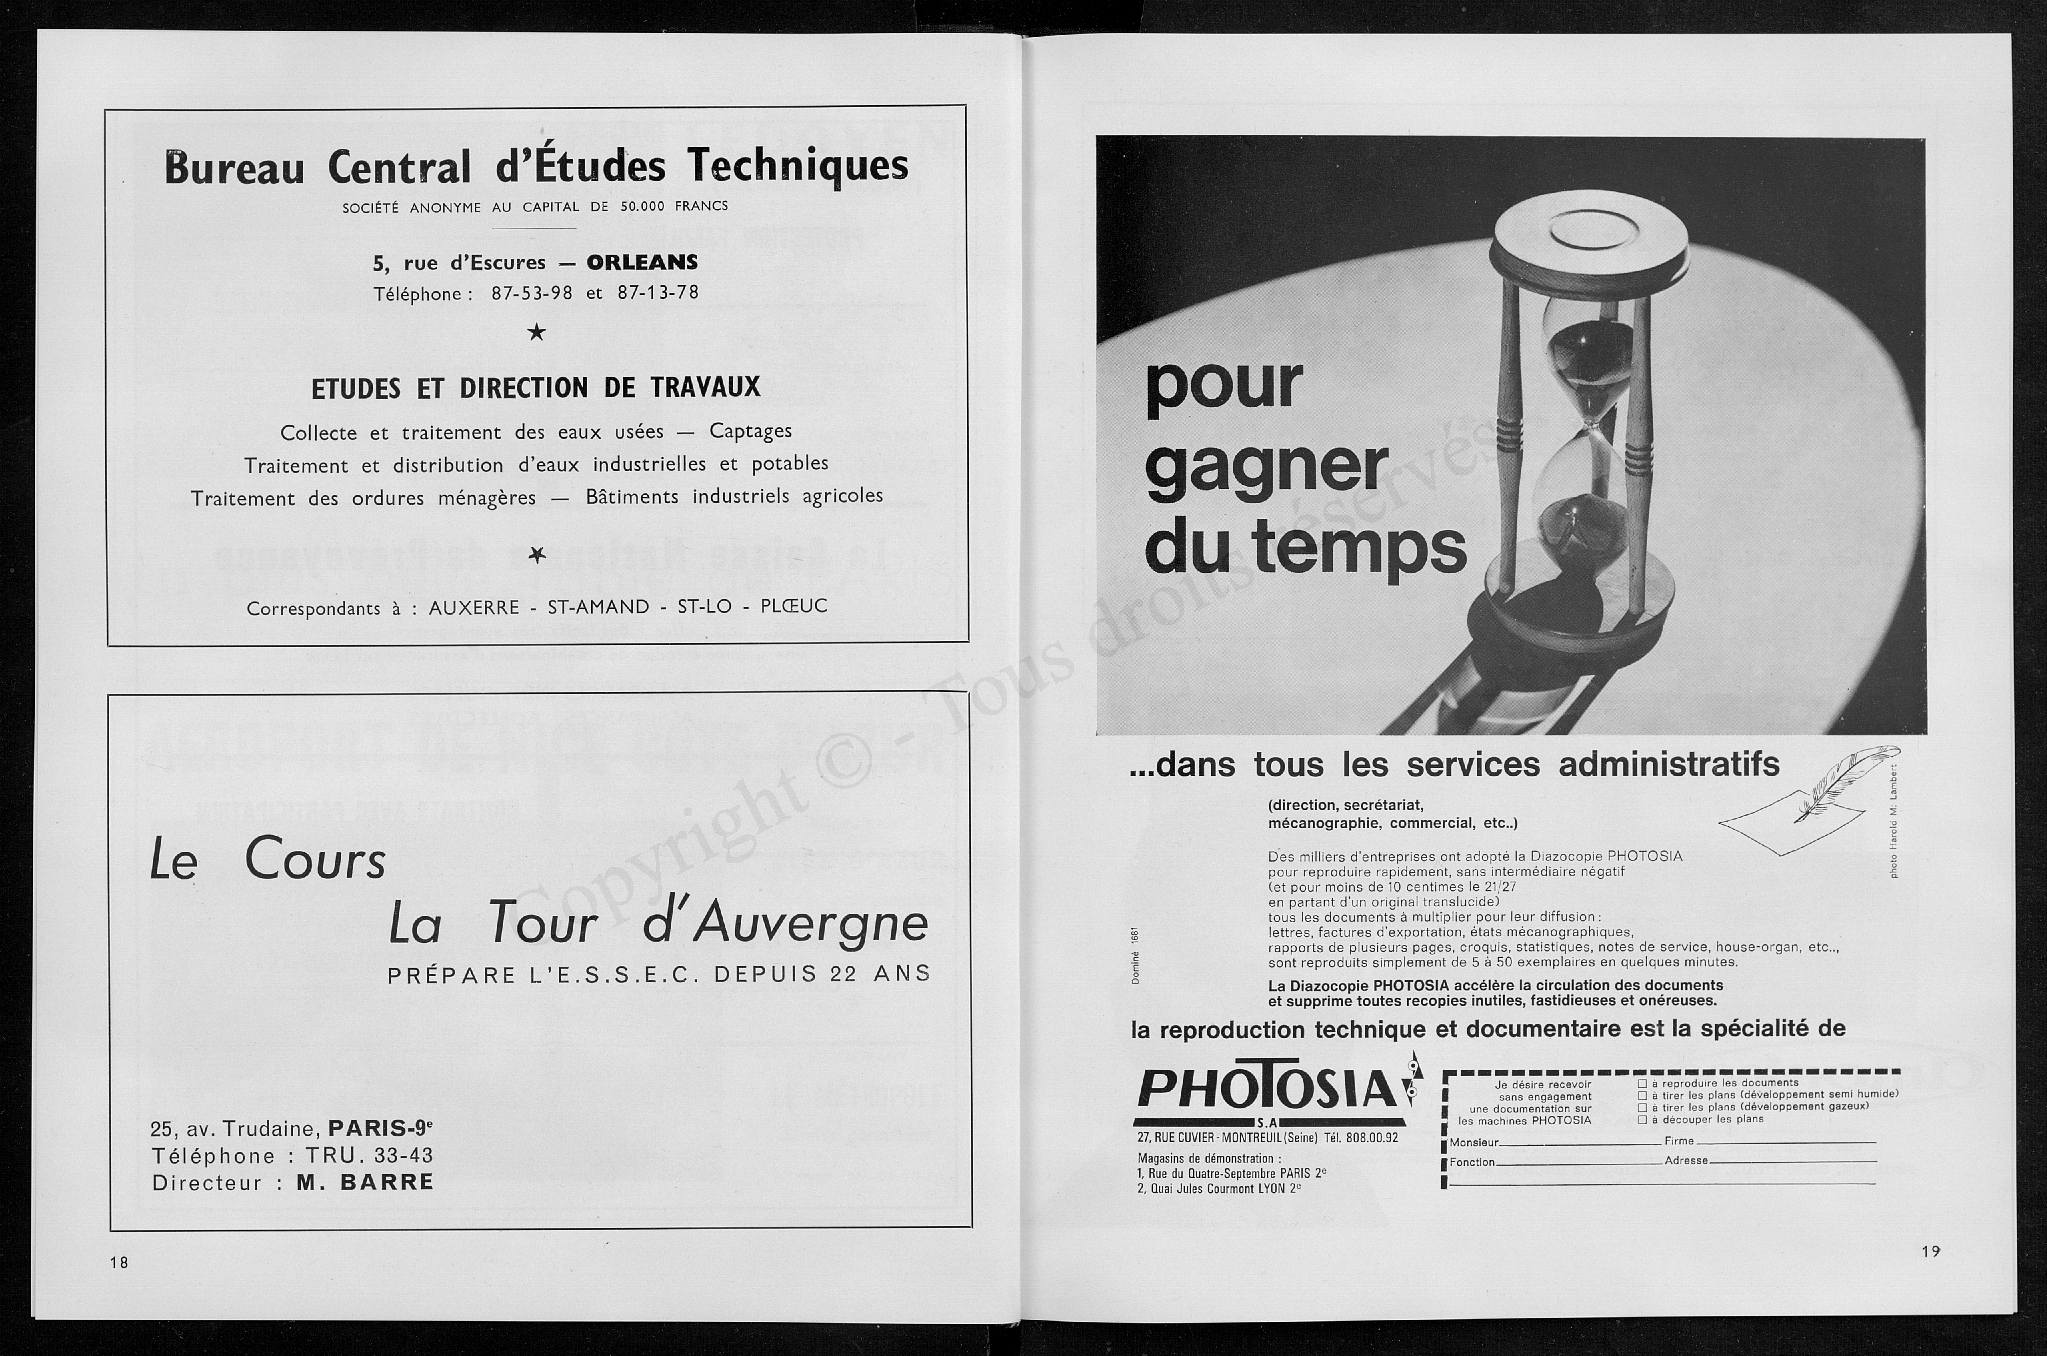 Bureau Central d'Études Techniques
SOCIÉTÉ ANONYME AU CAPITAL DE 50.000 FRANCS
5, rue d'Escures — ORLEANS
Téléphone : 87-53-98 et 87-13-78
ETUDES ET DIRECTION DE TRAVAUX
Collecte et traitement des eaux usées — Captages
Traitement et distribution d'eaux industrielles et potables
Traitement des ordures ménagères — Bâtiments industriels agricoles
Correspondants à : AUXERRE - ST-AMAND - ST-LO - PLŒUC
Le Cours
La Tour d'Auvergne
PRÉPARE L'E.S.S.E.C. DEPUIS 22 ANS
25, av. Trudaine, PARIS-9e
Téléphone : TRU. 33-43
Directeur : M. BARRE
18
pour
gagner
du temps
...dans tous les services administratifs
(direction, secrétariat,
mécanographie, commercial, etc..)
photo Harold M. Lambert
Des milliers d'entreprises ont adopté la Diazocopie PHOTOSIA
pour reproduire rapidement, sans intermédiaire négatif
(et pour moins de 10 centimes le 21/27
en partant d'un original translucide)
tous les documents à multiplier pour leur diffusion :
lettres, factures d'exportation, états mécanographiques,
rapports de plusieurs pages, croquis, statistiques, notes de service, house-organ, etc..,
sont reproduits simplement de 5 à 50 exemplaires en quelques minutes.
Dominé 1681
La Diazocopie PHOTOSIA accélère la circulation des documents
et supprime toutes recopies inutiles, fastidieuses et onéreuses.
la reproduction technique et documentaire est la spécialité de
PHOTOSIA
S.A
27, RUE CUVIER - MONTREUIL (Seine) Tél. 808.00.92
Magasins de démonstration :
1, Rue du Quatre-Septembre PARIS 2e
2, Quai Jules Courmont LYON 2e
Je désire recevoir
sans engagement
une documentation sur
les machines PHOTOSIA
à reproduire les documents
à tirer les plans (développement semi humide)
à tirer les plans (développement gazeux)
à découper les plans
Monsieur Firme
Fonction Adresse
19
Copyright © - Tous droits réservés